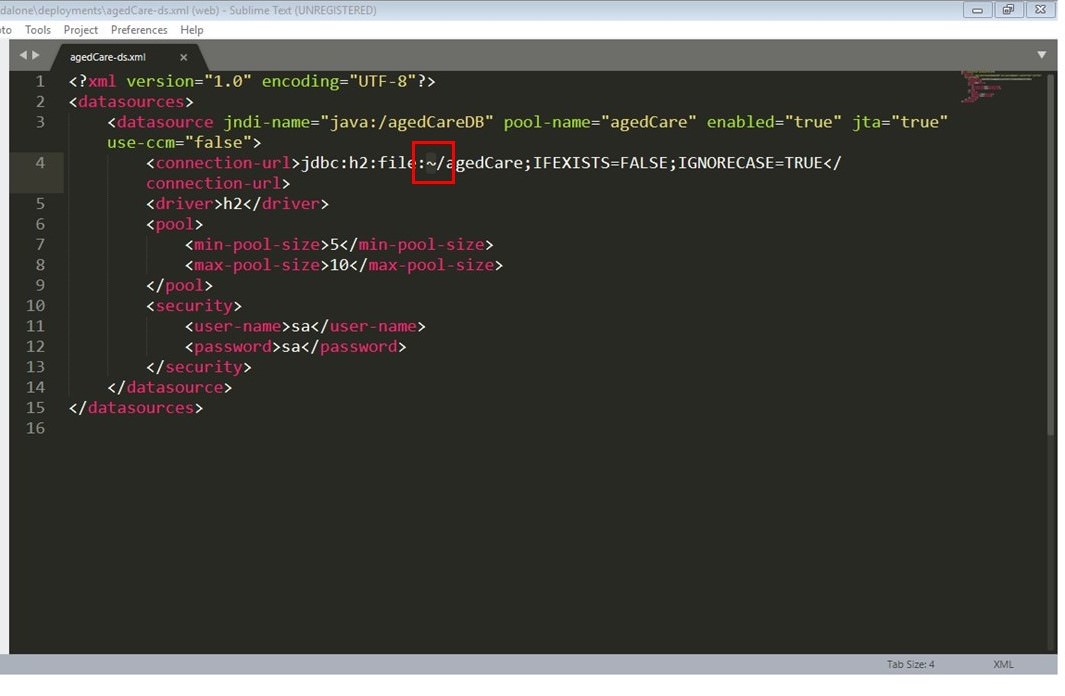 dalone\deployments\agedCare-ds.xml (web) - Sublime Text (UNREGISTERED)
to Tools Project Preferences Help
agedCare-ds.xml
1 <?xml version="1.0" encoding="UTF-8"?>
2 <datasources>
3 <datasource jndi-name="java:/agedCareDB" pool-name="agedCare" enabled="true" jta="true"
use-ccm="false">
4 <connection-url>jdbc:h2:file:~/agedCare;IFEXISTS=FALSE;IGNORECASE=TRUE</
connection-url>
5 <driver>h2</driver>
6 <pool>
7 <min-pool-size>5</min-pool-size>
8 <max-pool-size>10</max-pool-size>
9 </pool>
10 <security>
11 <user-name>sa</user-name>
12 <password>sa</password>
13 </security>
14 </datasource>
15 </datasources>
16
Tab Size: 4 XML